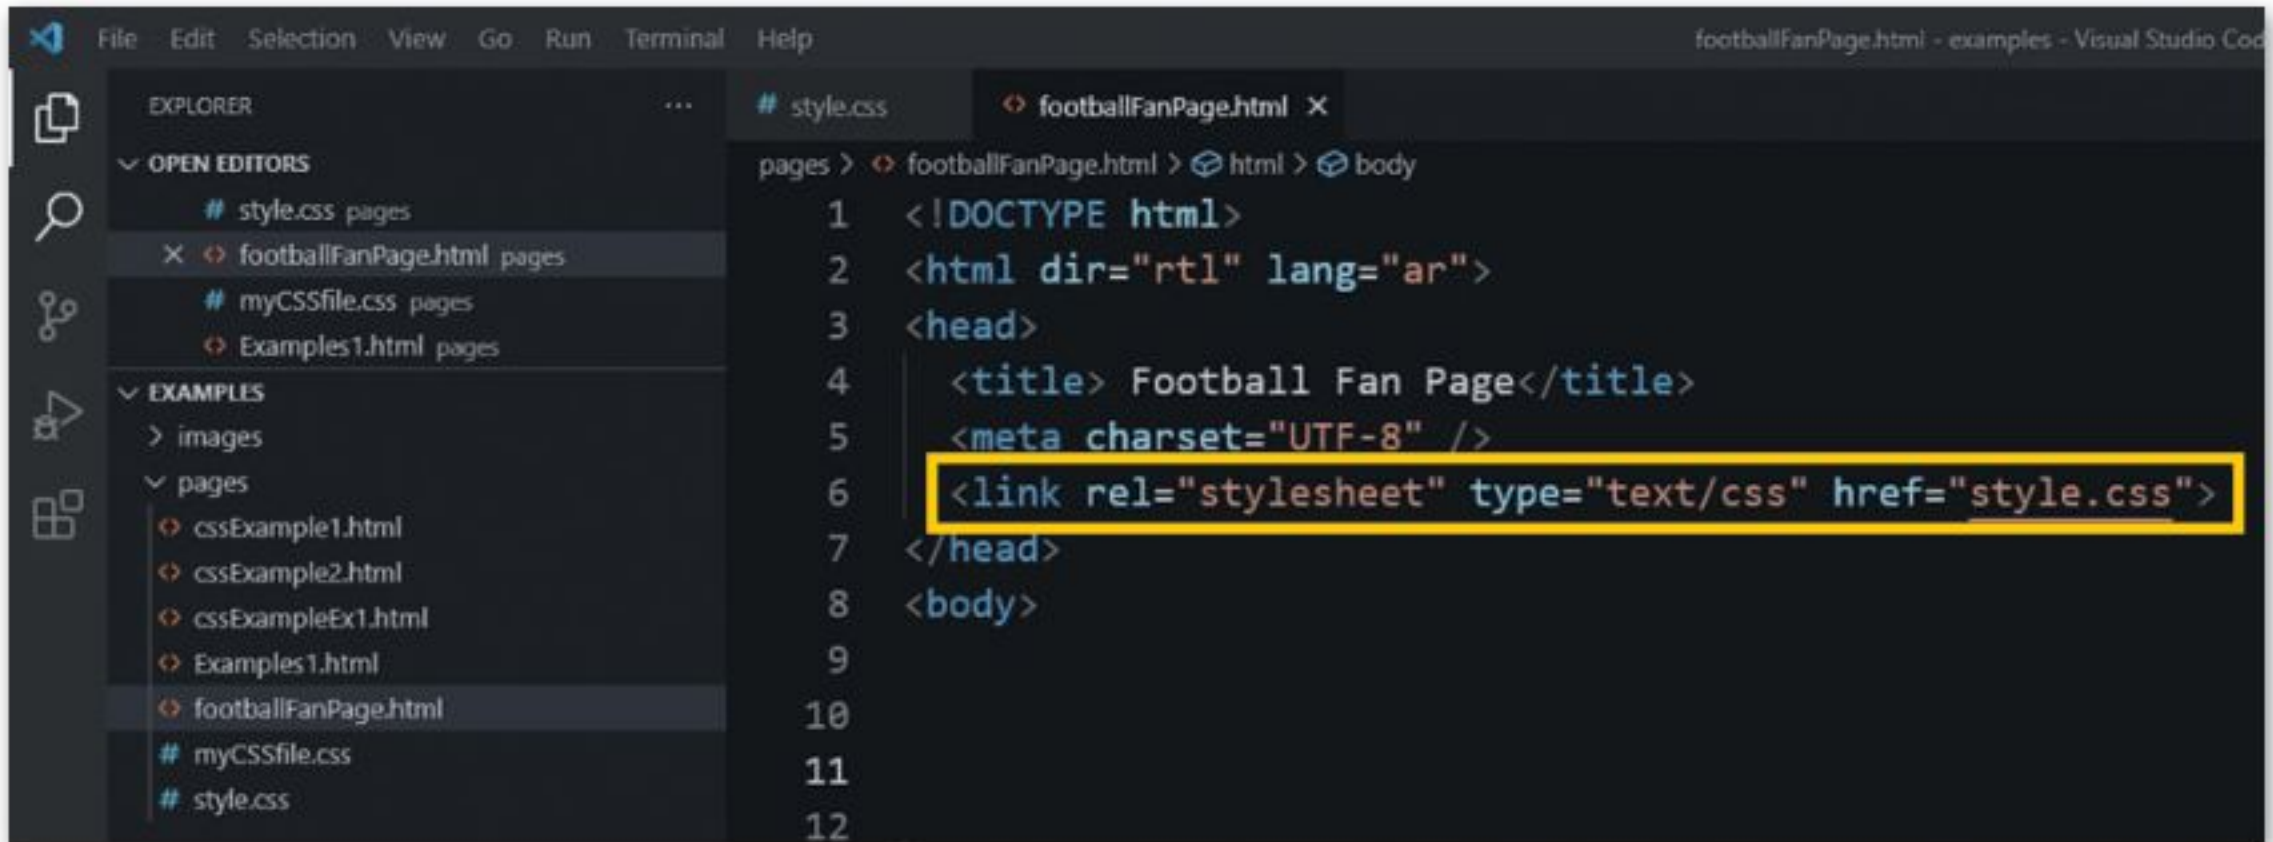 File Edit Selection View Go Run Terminal Help
footballFanPage.html - examples - Visual Studio Cod
EXPLORER ...
OPEN EDITORS
# style.css pages
× <> footballFanPage.html pages
# myCSSfile.css pages
<> Examples1.html pages
EXAMPLES
> images
pages
<> cssExample1.html
<> cssExample2.html
<> cssExampleEx1.html
<> Examples1.html
<> footballFanPage.html
# myCSSfile.css
# style.css
# style.css <> footballFanPage.html ×
pages > <> footballFanPage.html > html > body
1 <!DOCTYPE html>
2 <html dir="rtl" lang="ar">
3 <head>
4 <title> Football Fan Page</title>
5 <meta charset="UTF-8" />
6 <link rel="stylesheet" type="text/css" href="style.css">
7 </head>
8 <body>
9
10
11
12